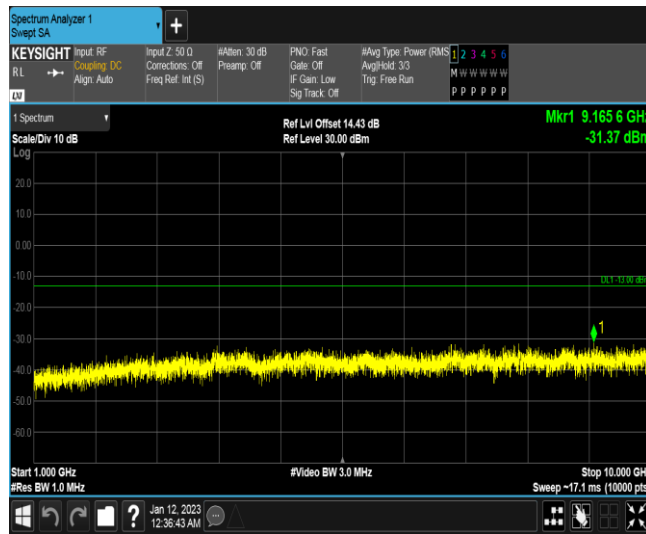 Spectrum Analyzer 1
Swept SA
+
KEYSIGHT
RL
LXI
Input: RF
Coupling: DC
Align: Auto
Input Z: 50 Ω
Corrections: Off
Freq Ref: Int (S)
#Atten: 30 dB
Preamp: Off
PNO: Fast
Gate: Off
IF Gain: Low
Sig Track: Off
#Avg Type: Power (RMS
Avg|Hold: 3/3
Trig: Free Run
1 2 3 4 5 6
M W W W W W
P P P P P P
1 Spectrum
Scale/Div 10 dB
Log
Ref Lvl Offset 14.43 dB
Ref Level 30.00 dBm
Mkr1 9.165 6 GHz
-31.37 dBm
20.0
10.0
0.00
-10.0
DL1 -13.00 dBm
-20.0
-30.0
1
-40.0
-50.0
-60.0
Start 1.000 GHz
#Res BW 1.0 MHz
#Video BW 3.0 MHz
Stop 10.000 GHz
Sweep ~17.1 ms (10000 pts
?
Jan 12, 2023
12:36:43 AM